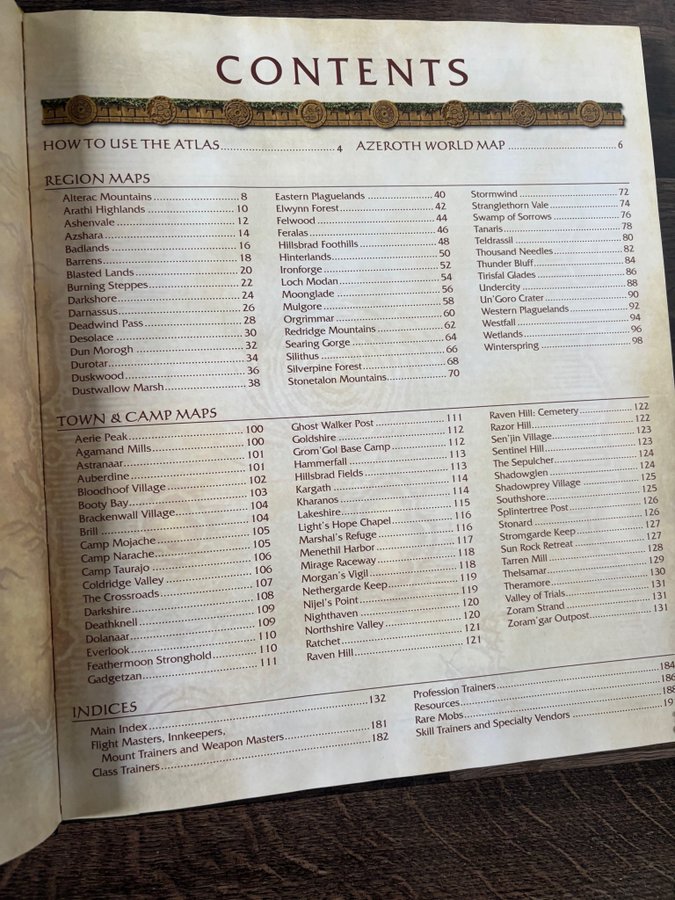 CONTENTS
HOW TO USE THE ATLAS 4
AZEROTH WORLD MAP 6
REGION MAPS
Alterac Mountains 8
Arathi Highlands 10
Ashenvale 12
Azshara 14
Badlands 16
Barrens 18
Blasted Lands 20
Burning Steppes 22
Darkshore 24
Darnassus 26
Deadwind Pass 28
Desolace 30
Dun Morogh 32
Durotar 34
Duskwood 36
Dustwallow Marsh 38
Eastern Plaguelands 40
Elwynn Forest 42
Felwood 44
Feralas 46
Hillsbrad Foothills 48
Hinterlands 50
Ironforge 52
Loch Modan 54
Moonglade 56
Mulgore 58
Orgrimmar 60
Redridge Mountains 62
Searing Gorge 64
Silithus 66
Silverpine Forest 68
Stonetalon Mountains 70
Stormwind 72
Stranglethorn Vale 74
Swamp of Sorrows 76
Tanaris 78
Teldrassil 80
Thousand Needles 82
Thunder Bluff 84
Tirisfal Glades 86
Undercity 88
Un'Goro Crater 90
Western Plaguelands 92
Westfall 94
Wetlands 96
Winterspring 98
TOWN & CAMP MAPS
Aerie Peak 100
Agamand Mills 100
Astranaar 101
Auberdine 101
Bloodhoof Village 102
Booty Bay 103
Brackenwall Village 104
Brill 104
Camp Mojache 105
Camp Narache 105
Camp Taurajo 106
Coldridge Valley 106
The Crossroads 107
Darkshire 108
Deathknell 109
Dolanaar 109
Everlook 110
Feathermoon Stronghold 110
Gadgetzan 111
Ghost Walker Post 111
Goldshire 112
Grom'Gol Base Camp 112
Hammerfall 113
Hillsbrad Fields 113
Kargath 114
Kharanos 114
Lakeshire 115
Light's Hope Chapel 116
Marshal's Refuge 116
Menethil Harbor 117
Mirage Raceway 118
Morgan's Vigil 118
Nethergarde Keep 119
Nijel's Point 119
Nighthaven 120
Northshire Valley 120
Ratchet 121
Raven Hill 121
Raven Hill: Cemetery 122
Razor Hill 122
Sen'jin Village 123
Sentinel Hill 123
The Sepulcher 124
Shadowglen 124
Shadowprey Village 125
Southshore 125
Splintertree Post 126
Stonard 126
Stromgarde Keep 127
Sun Rock Retreat 127
Tarren Mill 128
Thelsamar 129
Theramore 130
Valley of Trials 131
Zoram Strand 131
Zoram'gar Outpost 131
INDICES
Main Index 132
Flight Masters, Innkeepers,
Mount Trainers and Weapon Masters 181
Class Trainers 182
Profession Trainers 184
Resources 186
Rare Mobs 188
Skill Trainers and Specialty Vendors